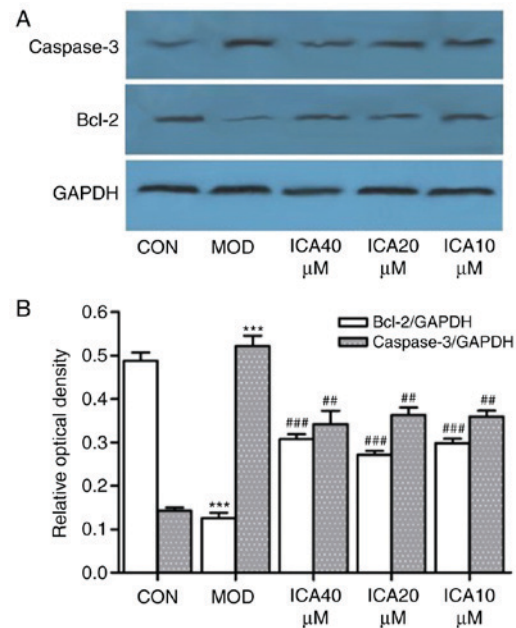 A
Caspase-3
Bcl-2
GAPDH
CON MOD ICA40 ICA20 ICA10
μM μM μM
B
0.6
0.5
0.4
0.3
0.2
0.1
0.0
Relative optical density
Bcl-2/GAPDH
Caspase-3/GAPDH
***
***
###
##
###
##
###
##
CON MOD ICA40 ICA20 ICA10
μM μM μM